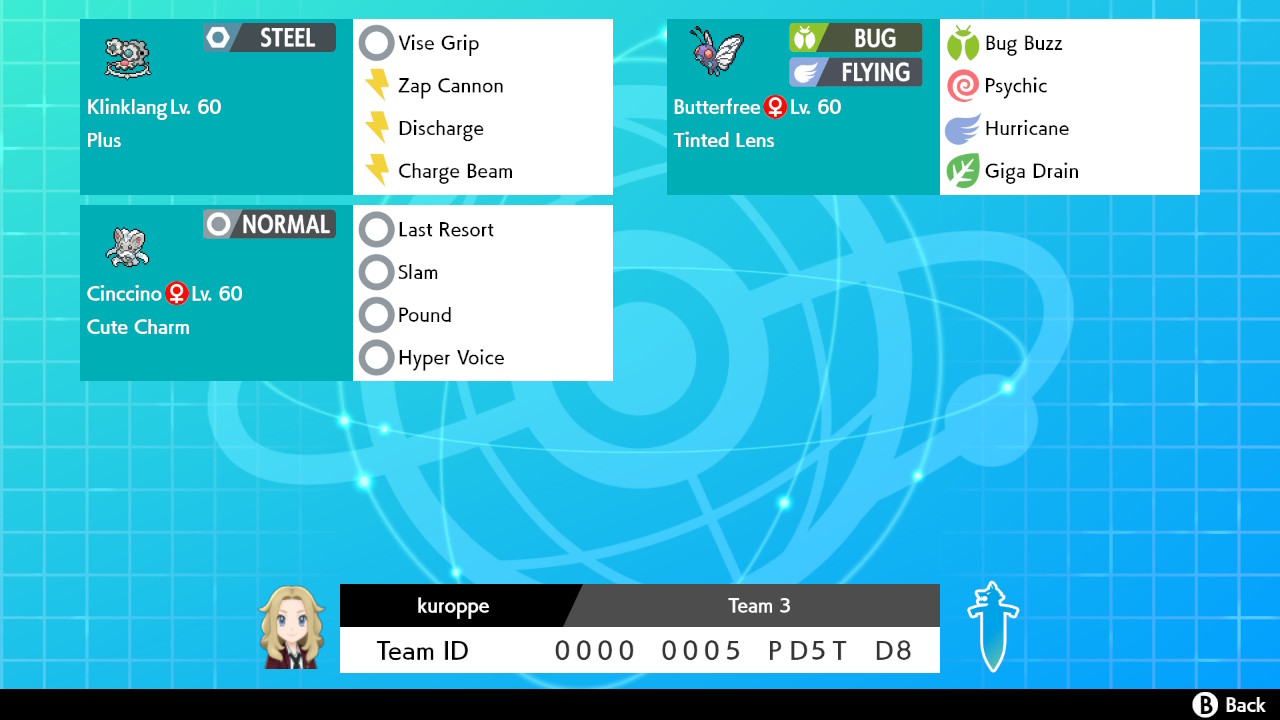 STEEL
Klinklang Lv. 60
Plus
Vise Grip
Zap Cannon
Discharge
Charge Beam
BUG
FLYING
Butterfree ♀ Lv. 60
Tinted Lens
Bug Buzz
Psychic
Hurricane
Giga Drain
NORMAL
Cinccino ♀ Lv. 60
Cute Charm
Last Resort
Slam
Pound
Hyper Voice
kuroppe Team 3
Team ID 0000 0005 PD5T D8
B Back